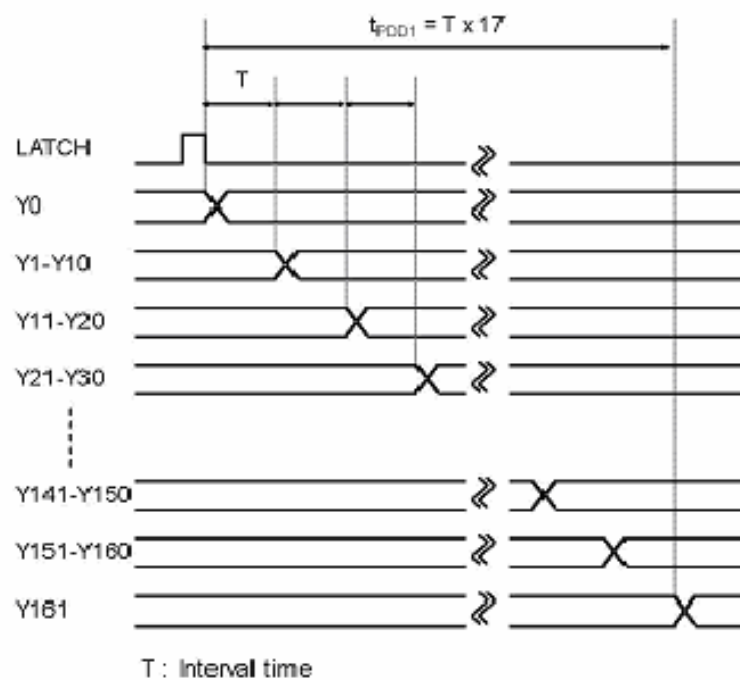 tPDD1 = T x 17
T
LATCH
Y0
Y1-Y10
Y11-Y20
Y21-Y30
Y141-Y150
Y151-Y160
Y161
T : Interval time